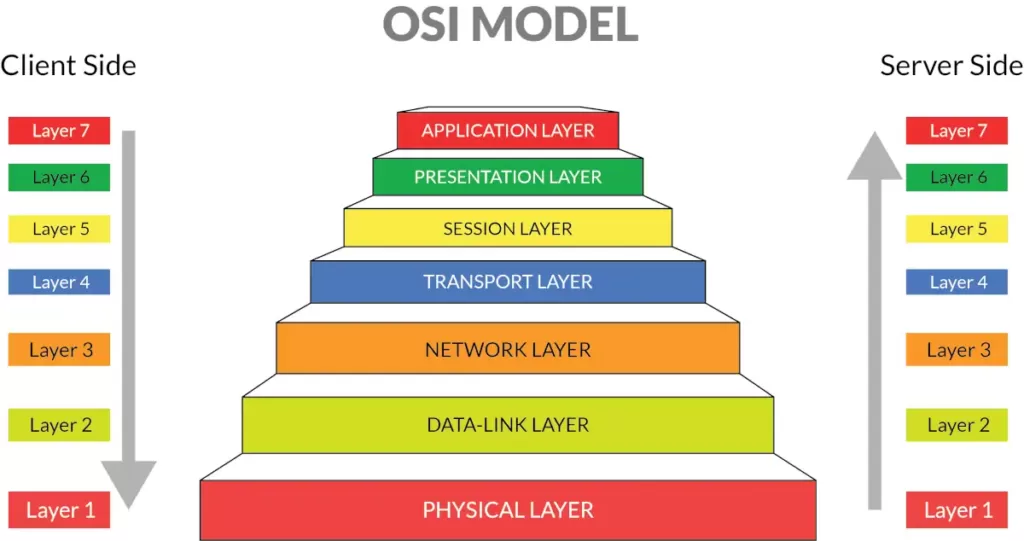 OSI MODEL
Client Side
Server Side
Layer 7
APPLICATION LAYER
Layer 7
Layer 6
PRESENTATION LAYER
Layer 6
Layer 5
SESSION LAYER
Layer 5
Layer 4
TRANSPORT LAYER
Layer 4
Layer 3
NETWORK LAYER
Layer 3
Layer 2
DATA-LINK LAYER
Layer 2
Layer 1
PHYSICAL LAYER
Layer 1